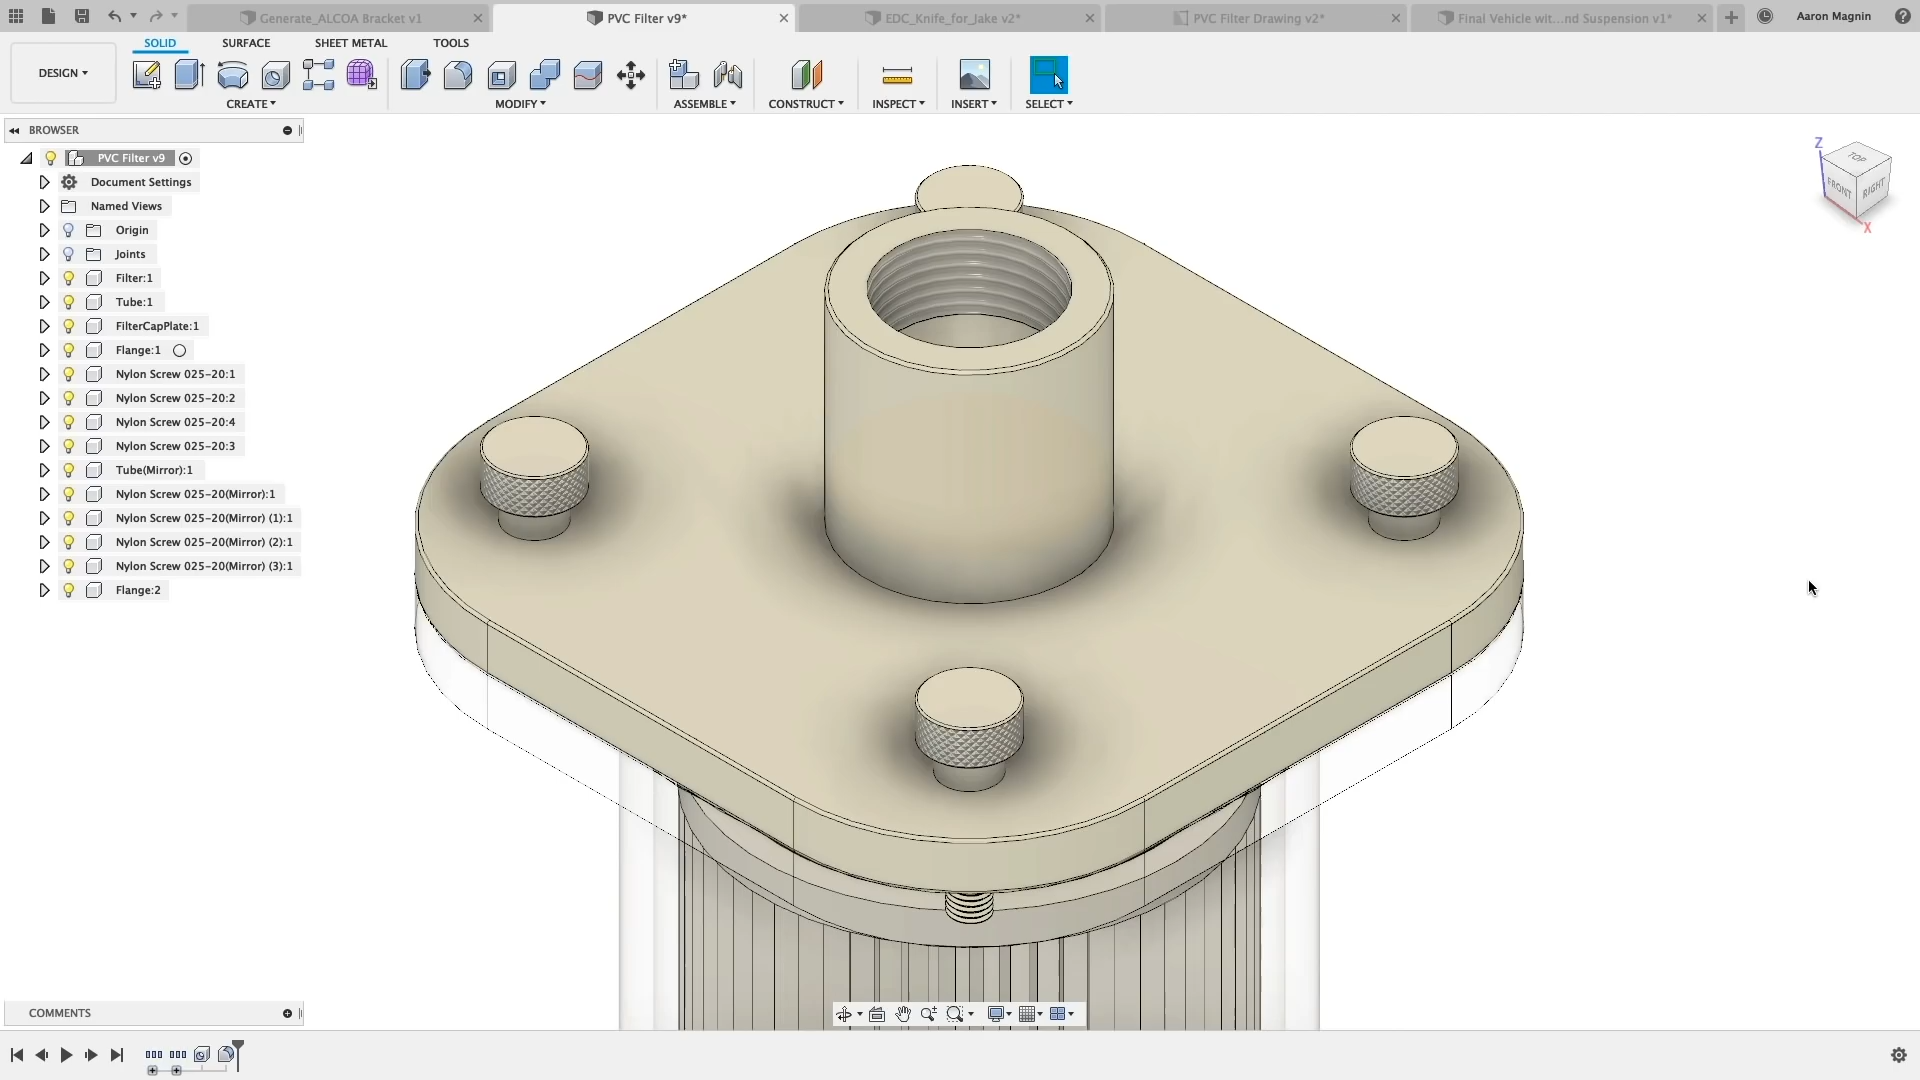 Generate_ALCOA Bracket v1
PVC Filter v9*
EDC_Knife_for_Jake v2*
PVC Filter Drawing v2*
Final Vehicle wit...nd Suspension v1*
Aaron Magnin
SOLID
SURFACE
SHEET METAL
TOOLS
DESIGN
CREATE
MODIFY
ASSEMBLE
CONSTRUCT
INSPECT
INSERT
SELECT
BROWSER
PVC Filter v9
Document Settings
Named Views
Origin
Joints
Filter:1
Tube:1
FilterCapPlate:1
Flange:1
Nylon Screw 025-20:1
Nylon Screw 025-20:2
Nylon Screw 025-20:4
Nylon Screw 025-20:3
Tube(Mirror):1
Nylon Screw 025-20(Mirror):1
Nylon Screw 025-20(Mirror) (1):1
Nylon Screw 025-20(Mirror) (2):1
Nylon Screw 025-20(Mirror) (3):1
Flange:2
Z
TOP
FRONT
RIGHT
X
COMMENTS